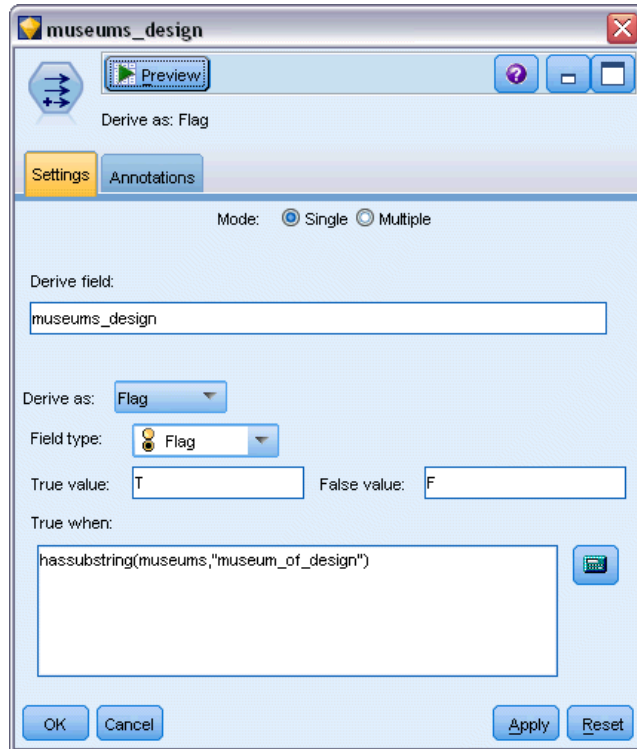 museums_design
Preview
Derive as: Flag
Settings Annotations
Mode: Single Multiple
Derive field:
museums_design
Derive as: Flag
Field type: Flag
True value: T False value: F
True when:
hassubstring(museums,"museum_of_design")
OK Cancel Apply Reset